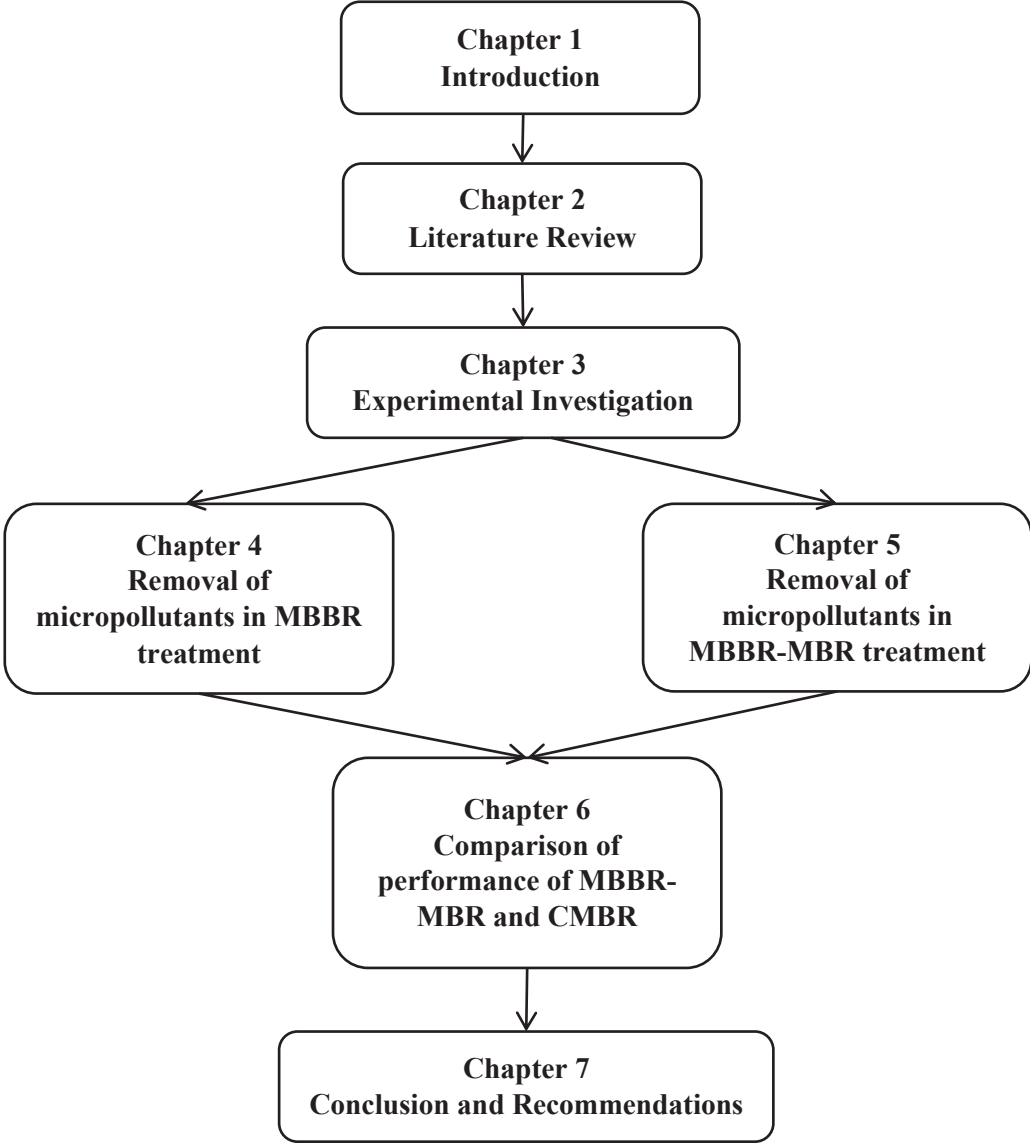 Chapter 1
Introduction
Chapter 2
Literature Review
Chapter 3
Experimental Investigation
Chapter 4
Removal of
micropollutants in MBBR
treatment
Chapter 5
Removal of
micropollutants in
MBBR-MBR treatment
Chapter 6
Comparison of
performance of MBBR-
MBR and CMBR
Chapter 7
Conclusion and Recommendations